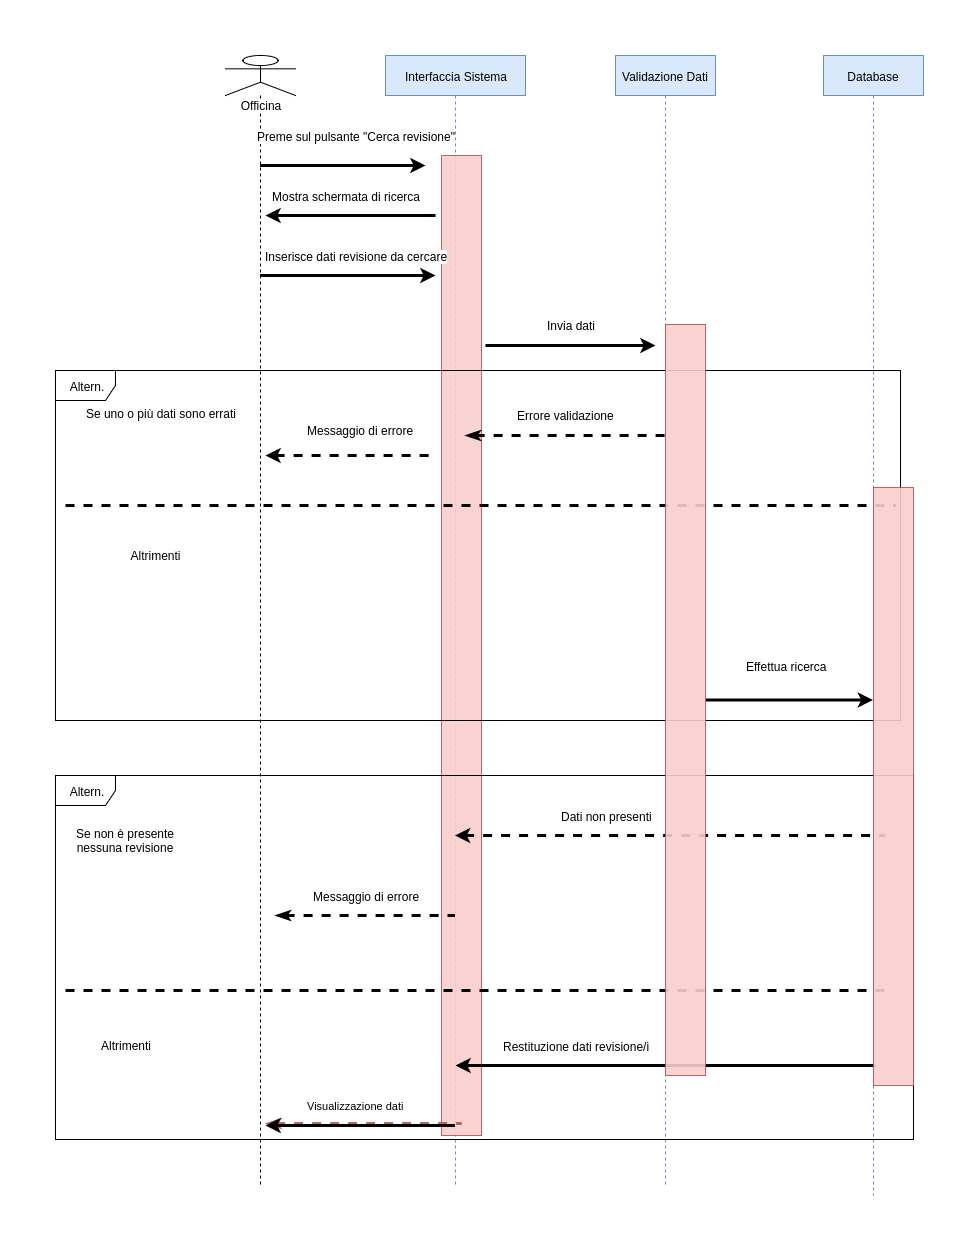 Officina
Interfaccia Sistema
Validazione Dati
Database
Preme sul pulsante "Cerca revisione"
Mostra schermata di ricerca
Inserisce dati revisione da cercare
Invia dati
Altern.
Se uno o più dati sono errati
Errore validazione
Messaggio di errore
Altrimenti
Effettua ricerca
Altern.
Dati non presenti
Se non è presente
nessuna revisione
Messaggio di errore
Altrimenti
Restituzione dati revisione/i
Visualizzazione dati